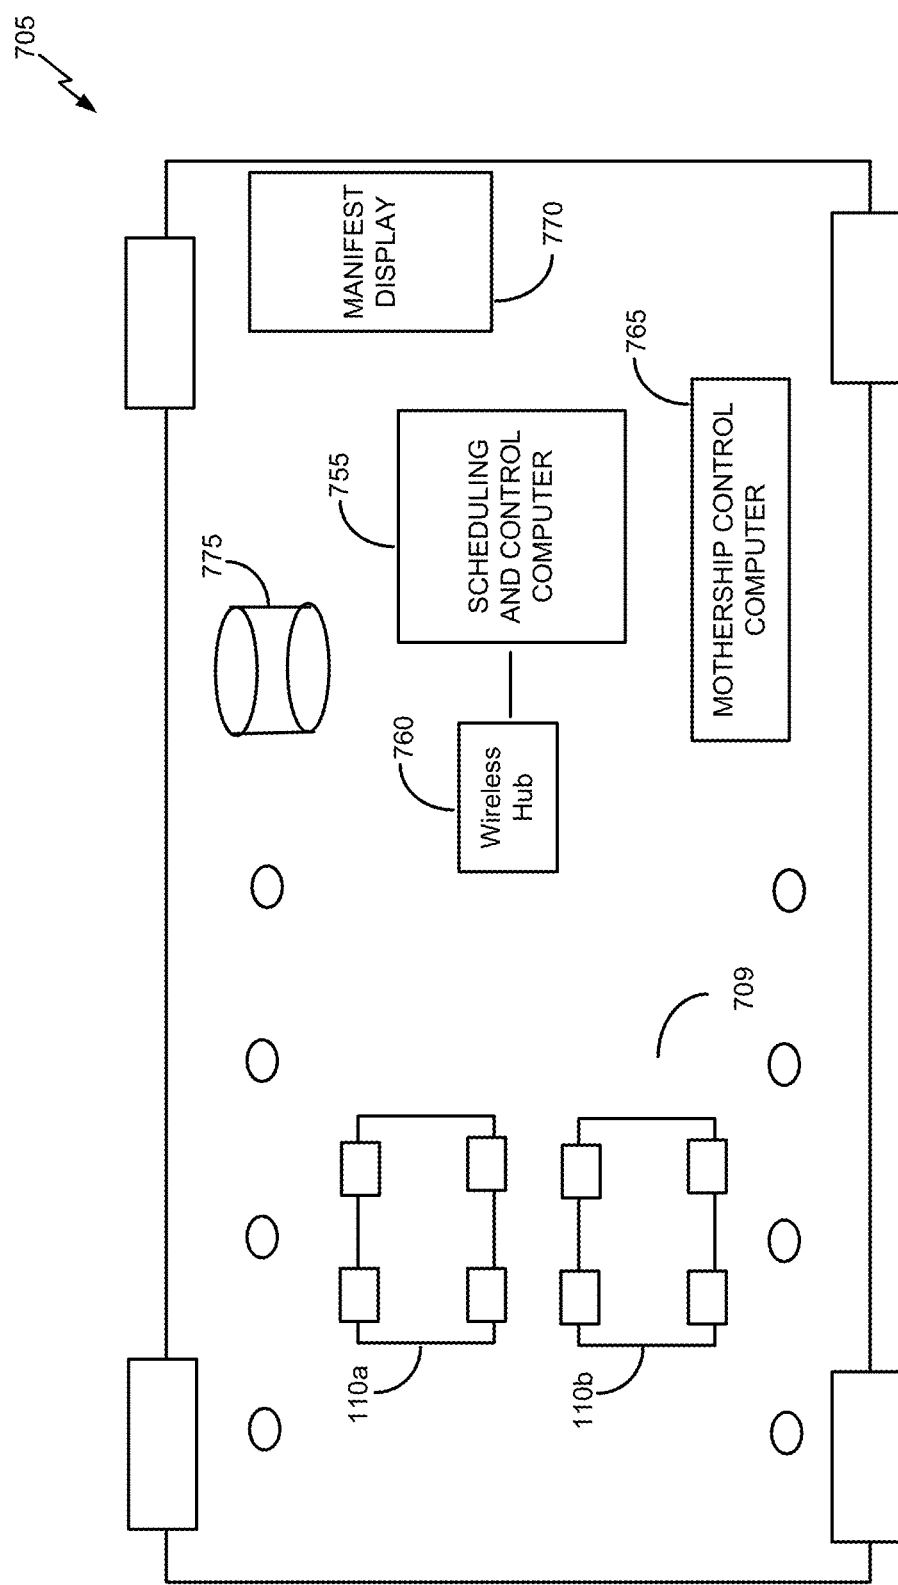 705
MANIFEST
DISPLAY
770
775
755
SCHEDULING
AND CONTROL
COMPUTER
765
MOTHERSHIP CONTROL
COMPUTER
760
Wireless
Hub
709
110a
110b